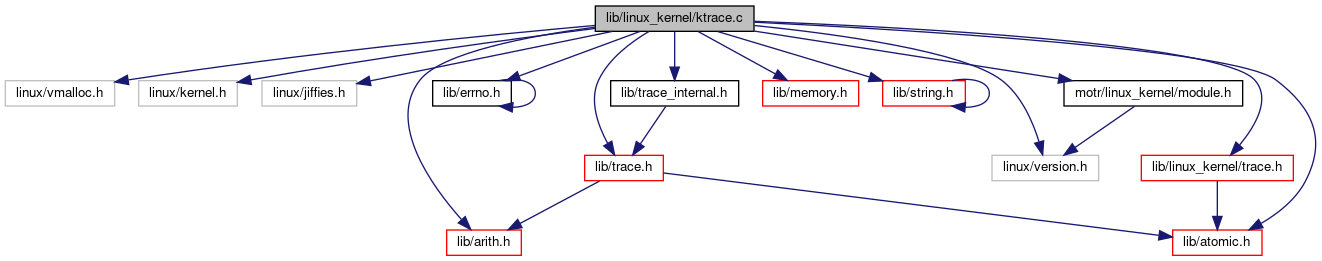 lib/linux_kernel/ktrace.c
linux/vmalloc.h
linux/kernel.h
linux/jiffies.h
lib/errno.h
lib/trace_internal.h
lib/memory.h
lib/string.h
motr/linux_kernel/module.h
lib/trace.h
linux/version.h
lib/linux_kernel/trace.h
lib/arith.h
lib/atomic.h